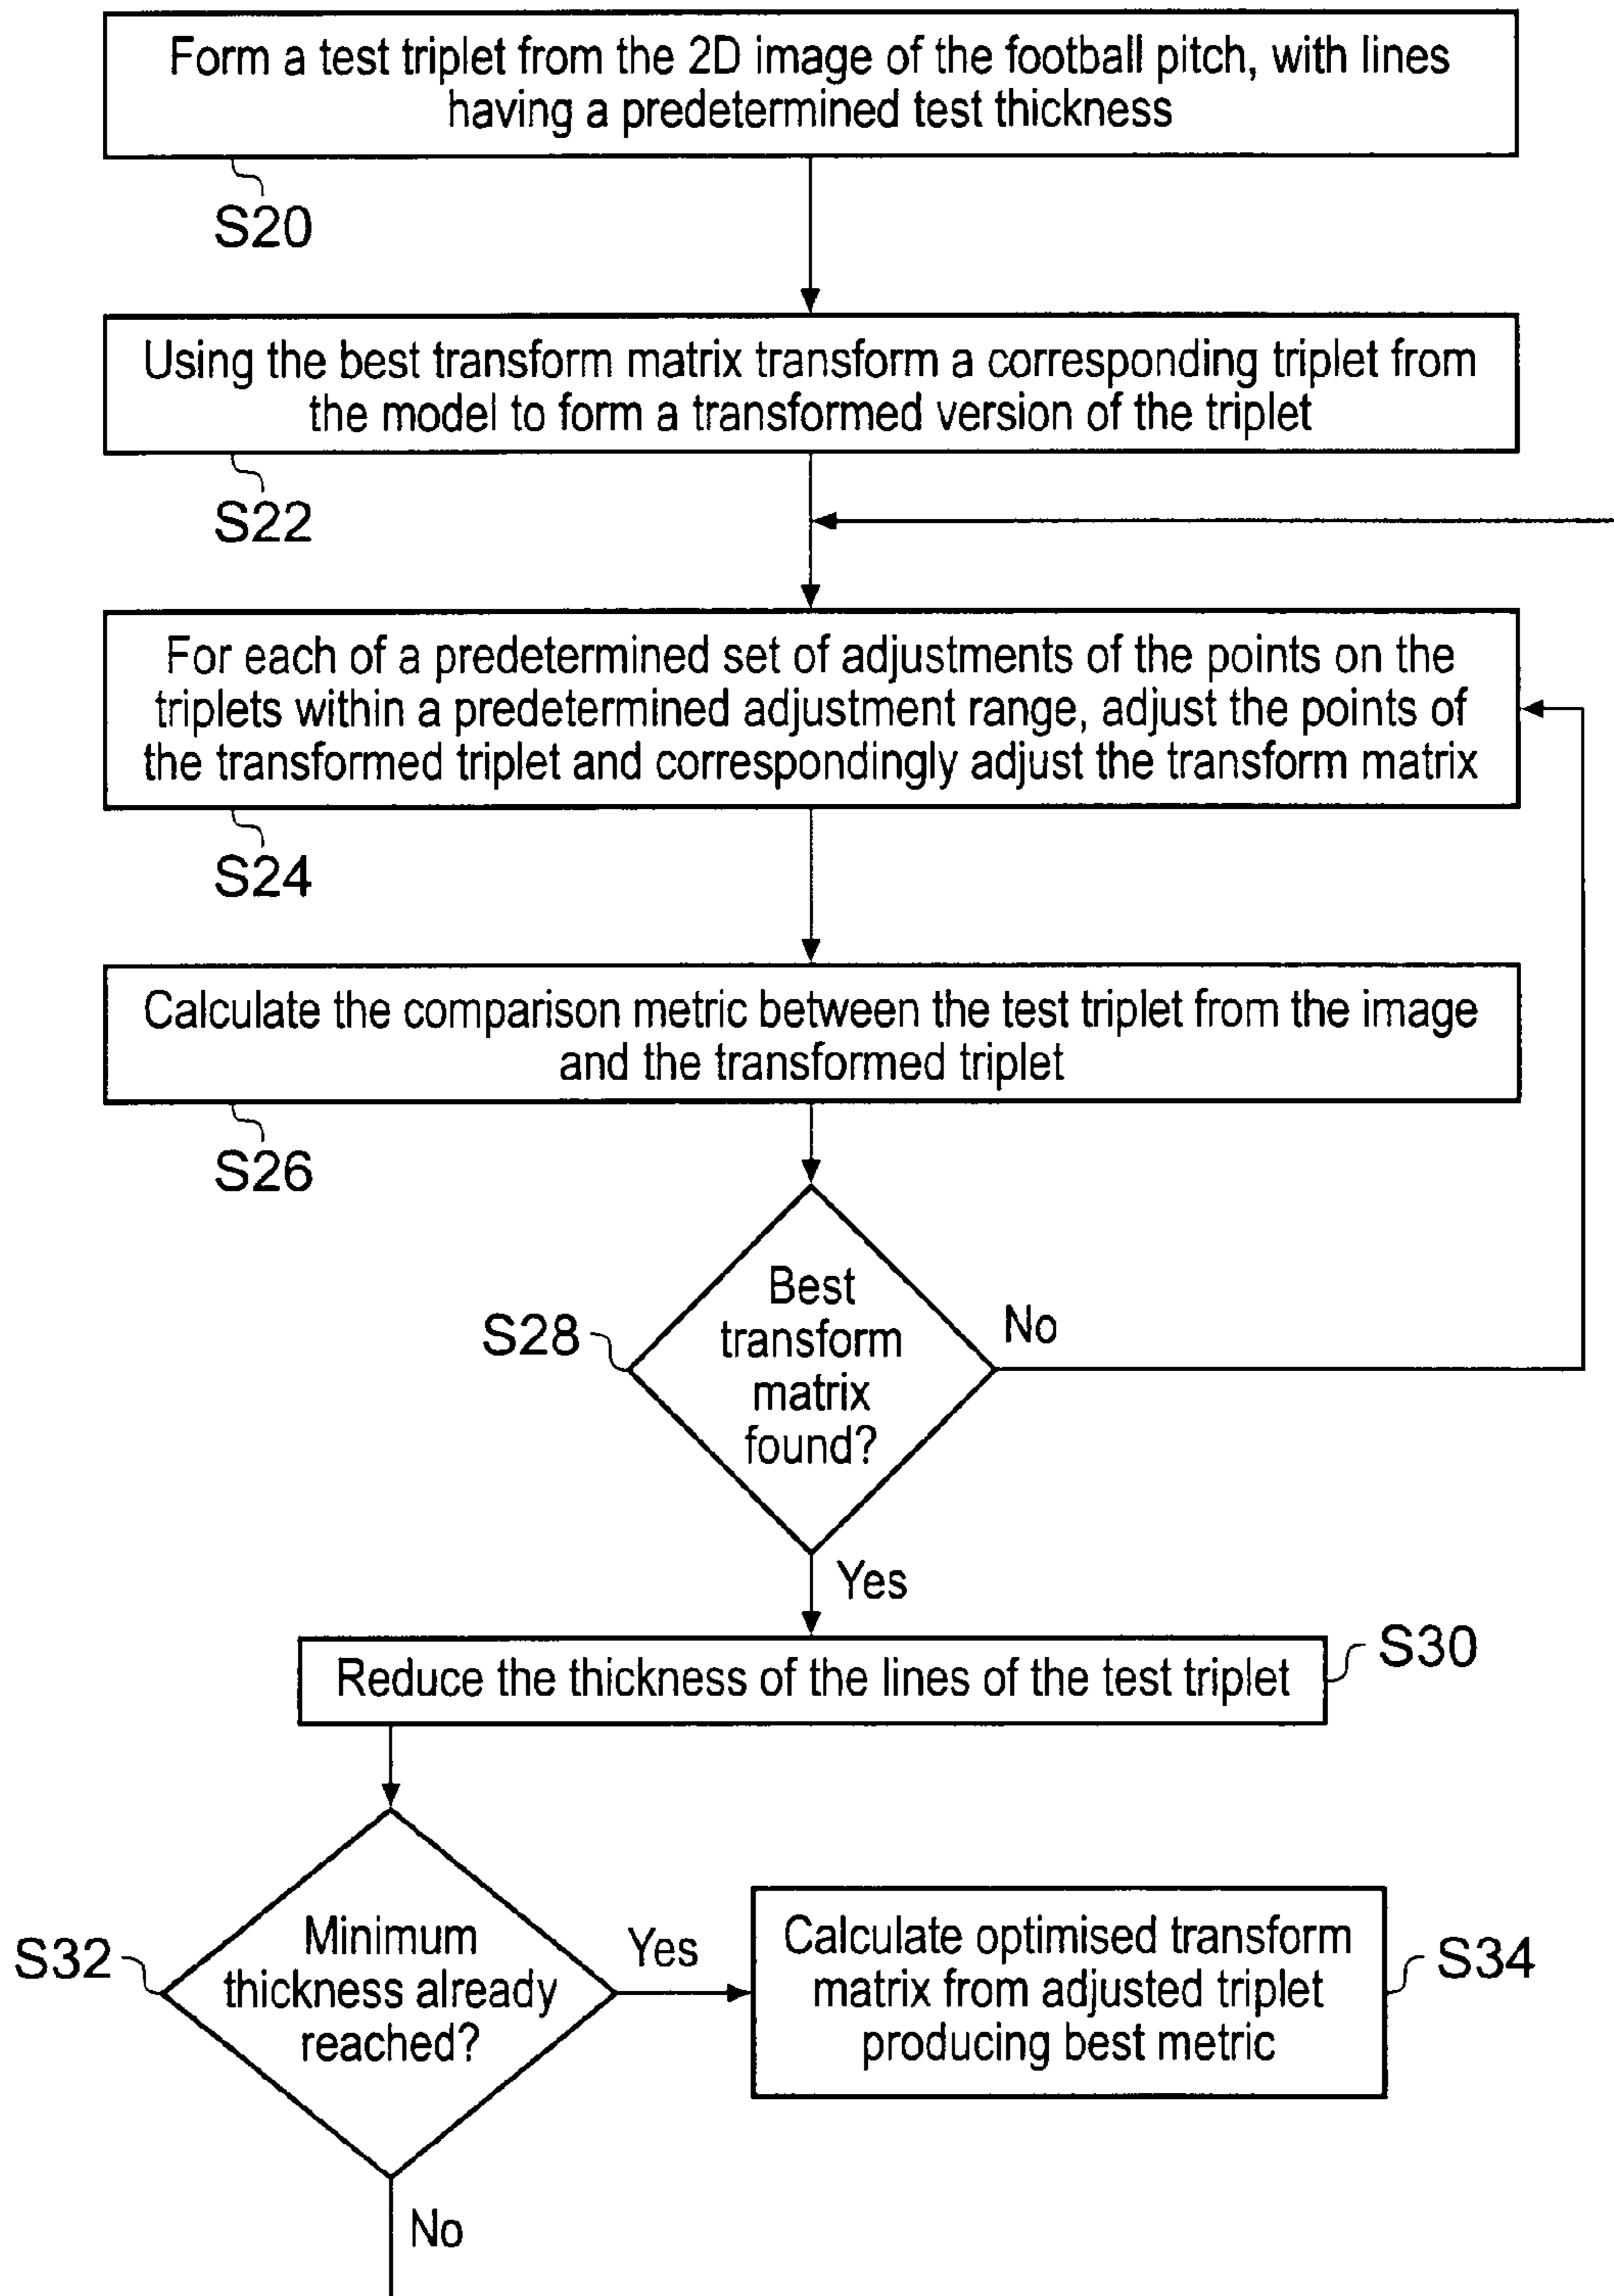 Form a test triplet from the 2D image of the football pitch, with lines
having a predetermined test thickness
S20
Using the best transform matrix transform a corresponding triplet from
the model to form a transformed version of the triplet
S22
For each of a predetermined set of adjustments of the points on the
triplets within a predetermined adjustment range, adjust the points of
the transformed triplet and correspondingly adjust the transform matrix
S24
Calculate the comparison metric between the test triplet from the image
and the transformed triplet
S26
Best
transform
matrix
found?
S28
No
Yes
Reduce the thickness of the lines of the test triplet
S30
Minimum
thickness already
reached?
S32
Yes
Calculate optimised transform
matrix from adjusted triplet
producing best metric
S34
No